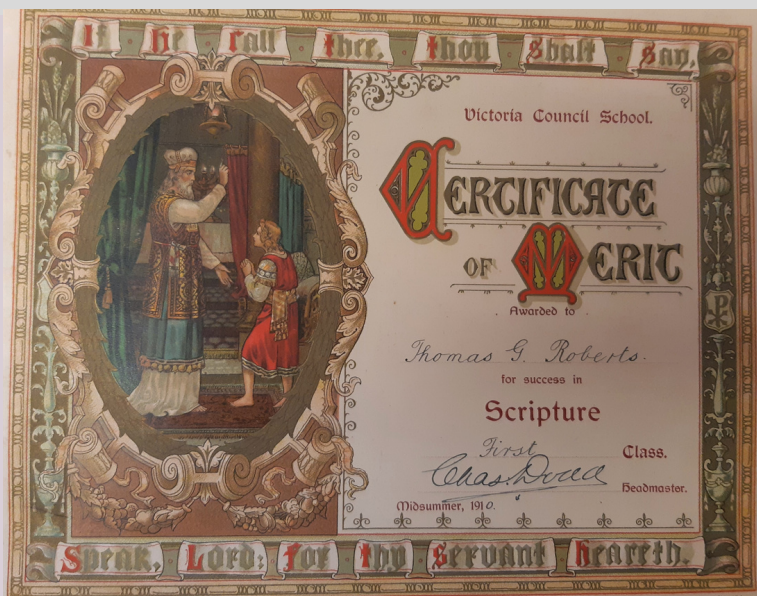 If he call thee, thou shalt say,
Victoria Council School.
CERTIFICATE
OF MERIT
Awarded to
Thomas G. Roberts.
for success in
Scripture
First Class.
Chas. Dodd
Headmaster.
Midsummer, 1910.
Speak, Lord; for thy servant heareth.